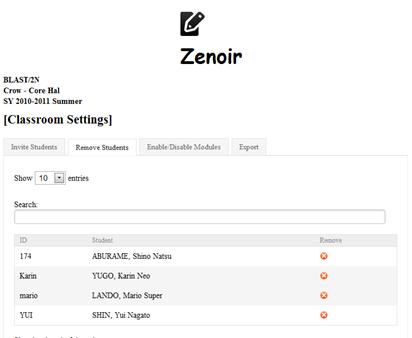 Zenoir
BLAST/2N
Crow - Core Hal
SY 2010-2011 Summer
[Classroom Settings]
Invite Students Remove Students Enable/Disable Modules Export
Show 10 entries
Search:
ID Student Remove
174 ABURAME, Shino Natsu
Karin YUGO, Karin Neo
mario LANDO, Mario Super
YUI SHIN, Yui Nagato